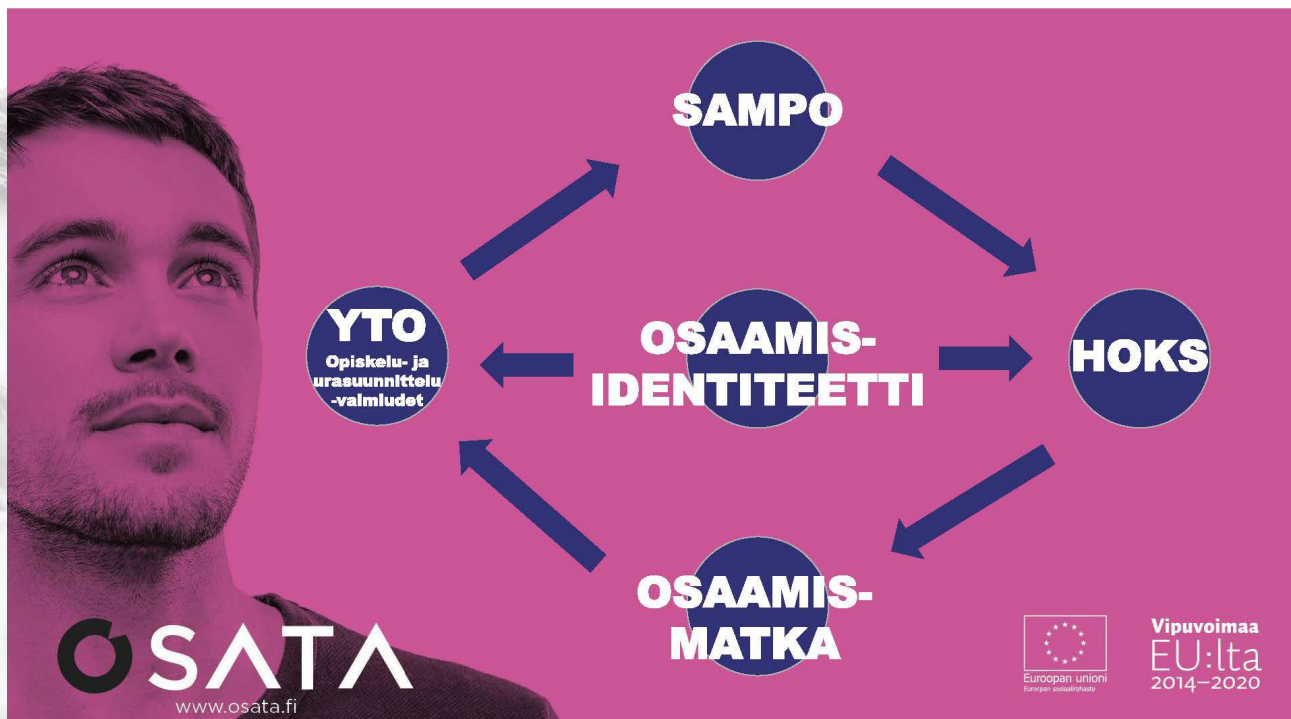 SAMPO
YTO
Opiskelu- ja
urasuunnittelu
-valmiudet
OSAAMIS-
IDENTITEETTI
HOKS
OSAAMIS-
MATKA
OSATA
www.osata.fi
Euroopan unioni
Euroopan sosiaalirahasto
Vipuvoimaa
EU:lta
2014–2020